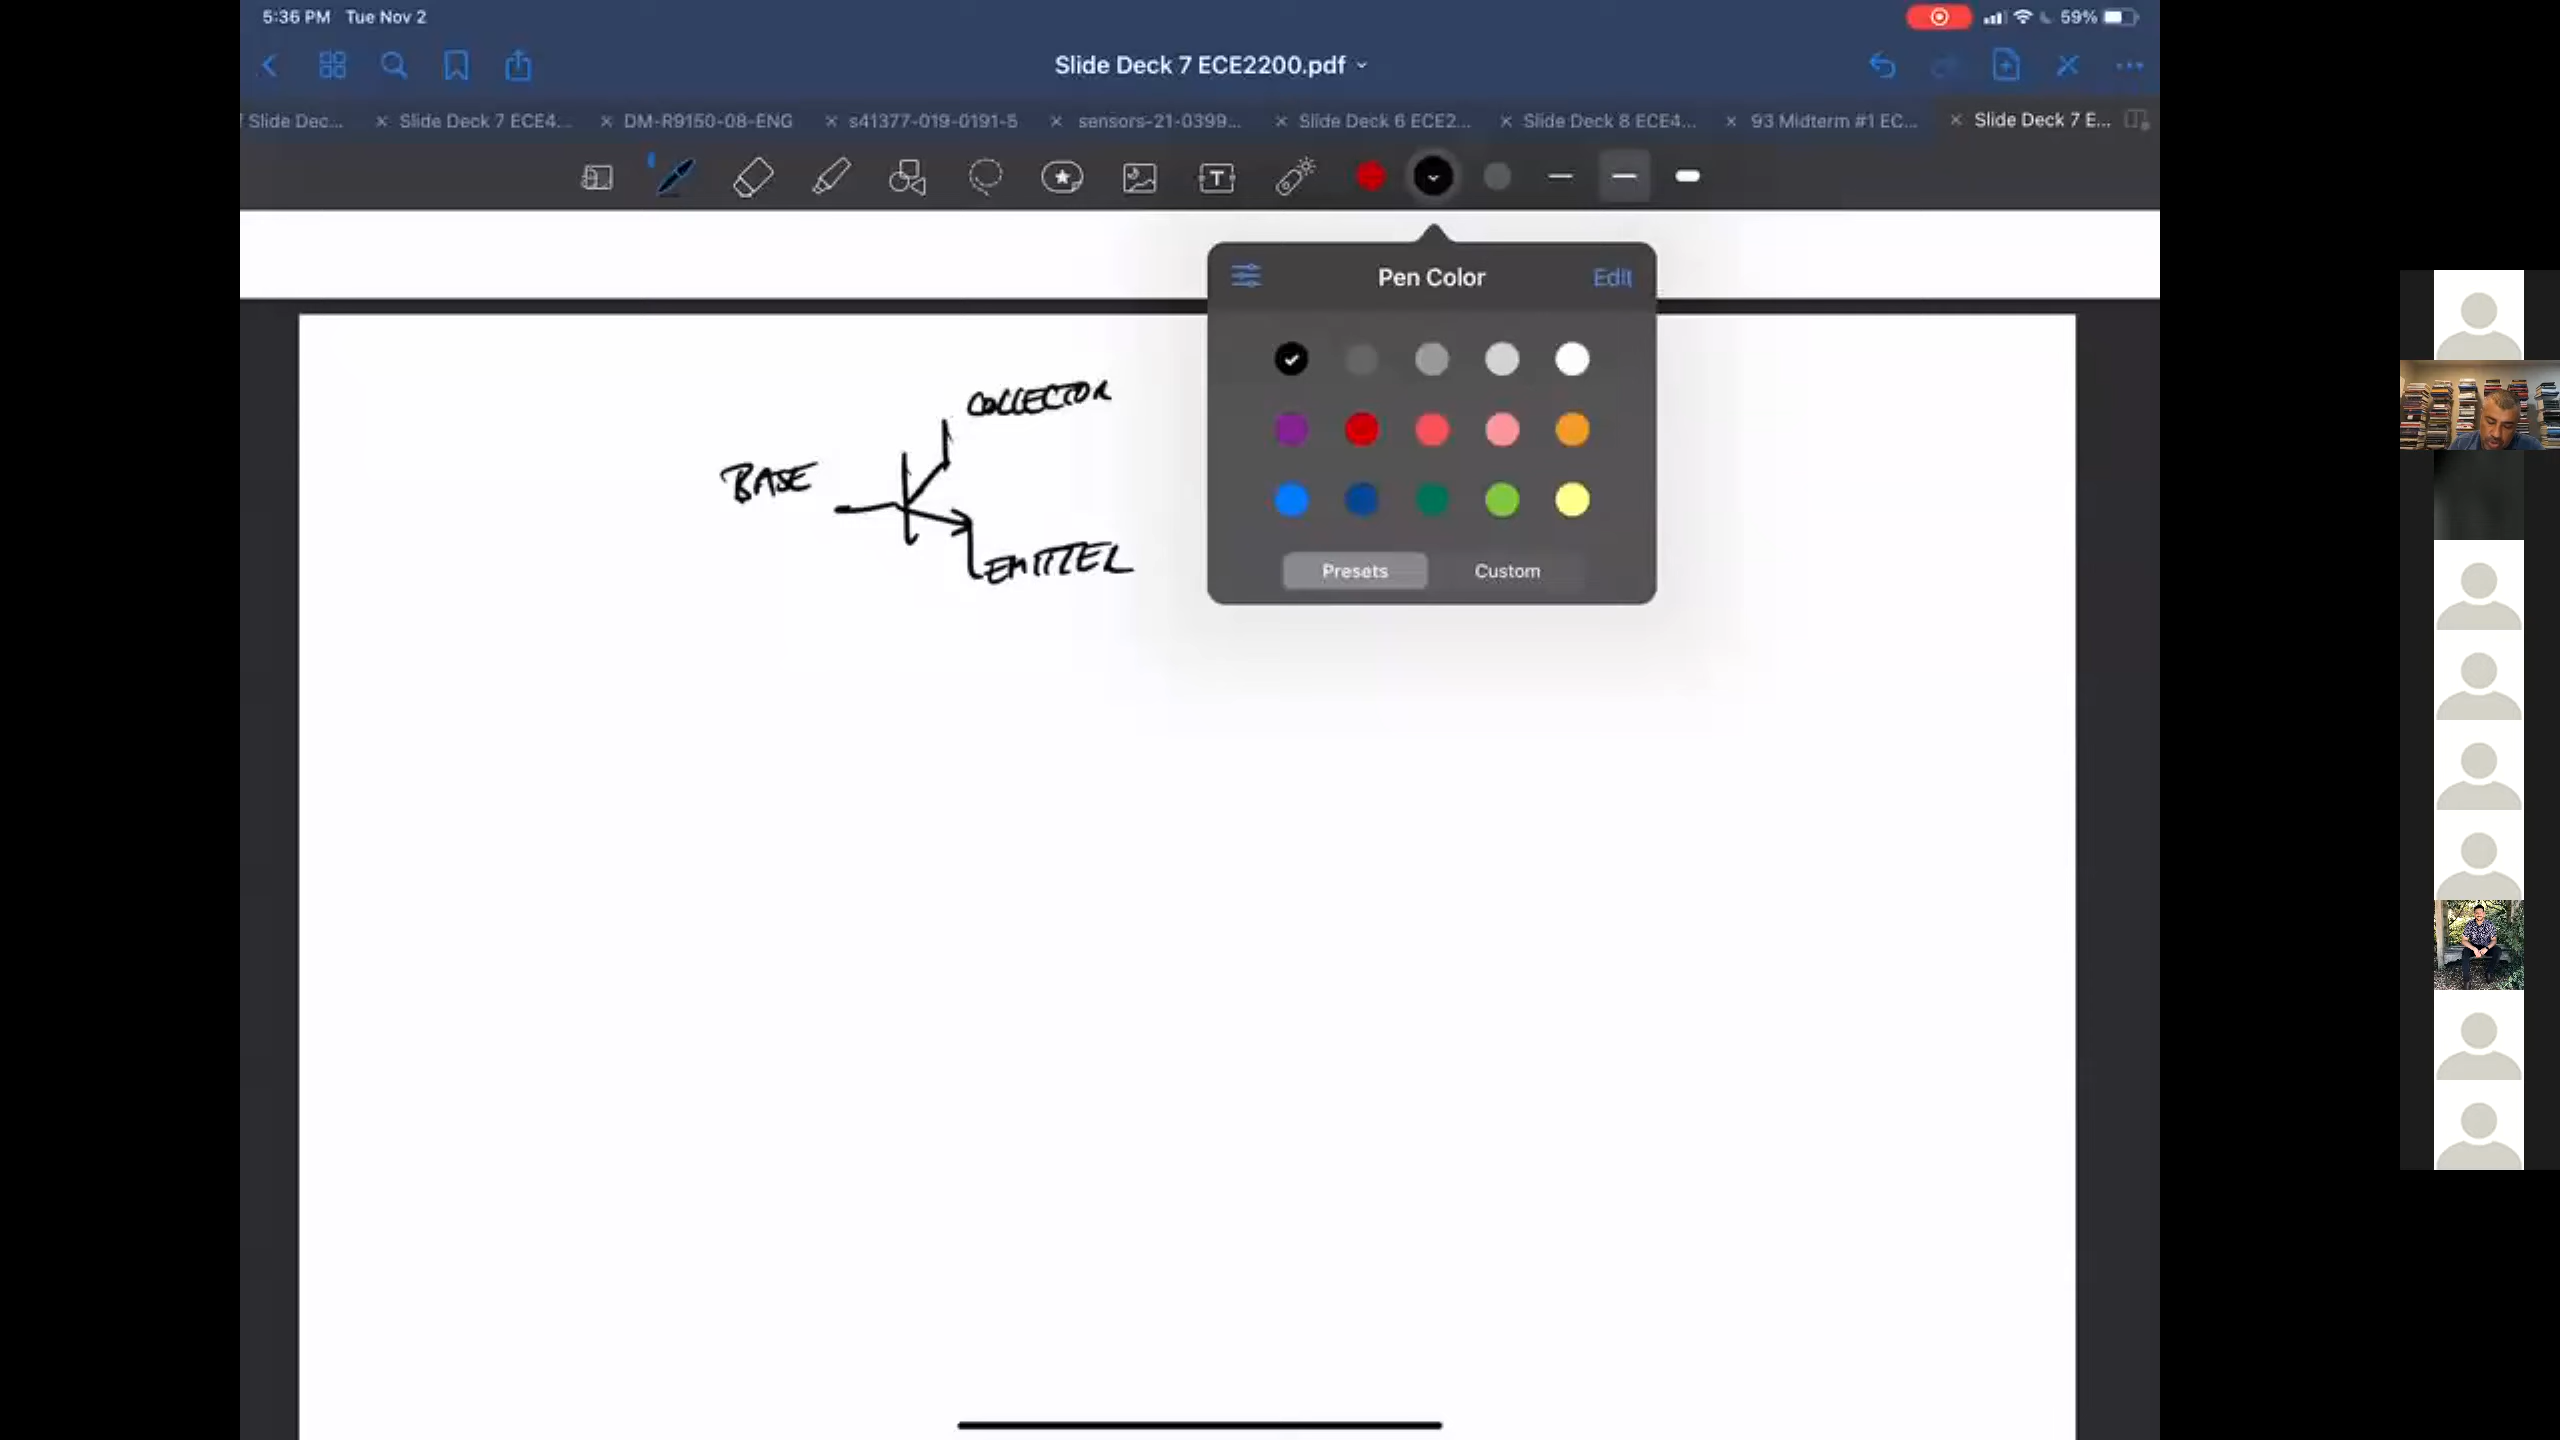 5:36 PM Tue Nov 2
59%
Slide Deck 7 ECE2200.pdf
Slide Dec...
Slide Deck 7 ECE4...
DM-R9150-08-ENG
s41377-019-0191-5
sensors-21-0399...
Slide Deck 6 ECE2...
Slide Deck 8 ECE4...
93 Midterm #1 EC...
Slide Deck 7 E...
T
Pen Color
Edit
Presets
Custom
COLLECTOR
BASE
EMITTER